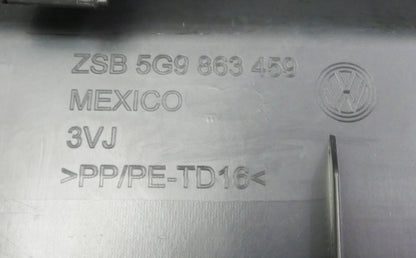 ZSB 5G9 863 459
MEXICO
3VJ
>PP/PE-TD16<